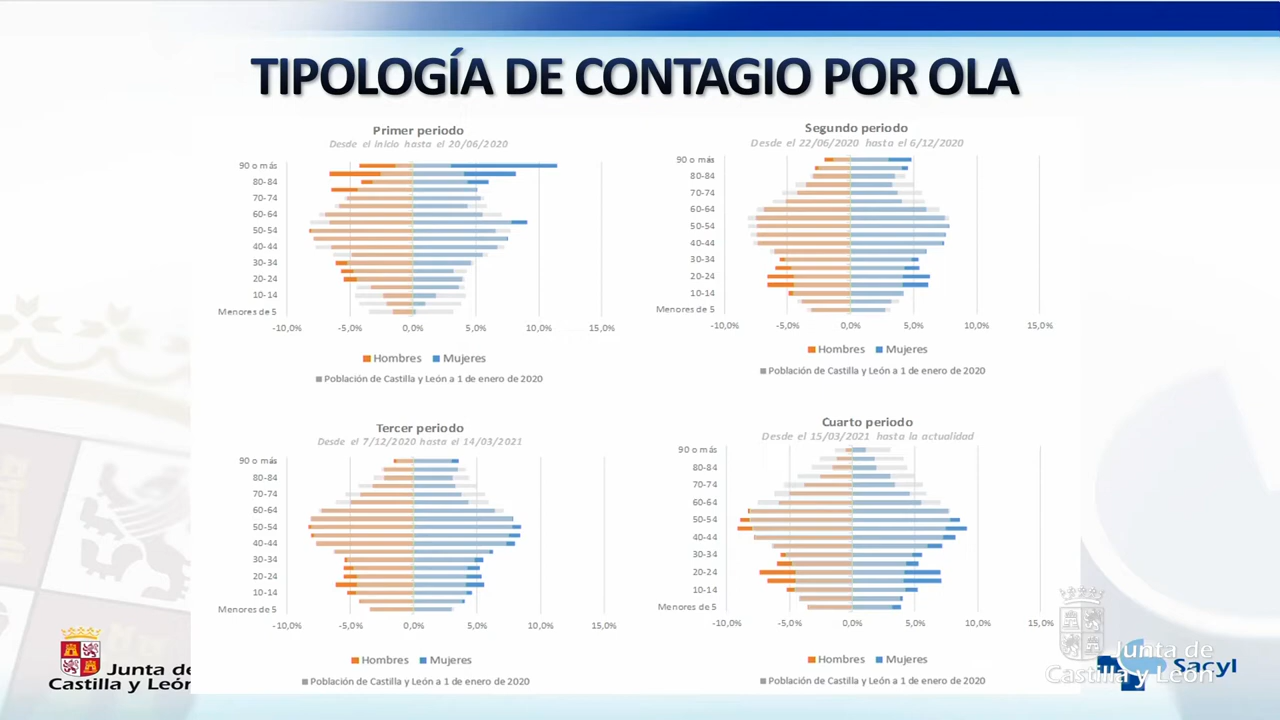 TIPOLOGÍA DE CONTAGIO POR OLA
Primer periodo
Desde el inicio hasta el 20/06/2020
90 o más
80-84
70-74
60-64
50-54
40-44
30-34
20-24
10-14
Menores de 5
-10,0% -5,0% 0,0% 5,0% 10,0% 15,0%
Hombres Mujeres
Población de Castilla y León a 1 de enero de 2020
Segundo periodo
Desde el 22/06/2020 hasta el 6/12/2020
90 o más
80-84
70-74
60-64
50-54
40-44
30-34
20-24
10-14
Menores de 5
-10,0% -5,0% 0,0% 5,0% 10,0% 15,0%
Hombres Mujeres
Población de Castilla y León a 1 de enero de 2020
Tercer periodo
Desde el 7/12/2020 hasta el 14/03/2021
90 o más
80-84
70-74
60-64
50-54
40-44
30-34
20-24
10-14
Menores de 5
-10,0% -5,0% 0,0% 5,0% 10,0% 15,0%
Hombres Mujeres
Población de Castilla y León a 1 de enero de 2020
Cuarto periodo
Desde el 15/03/2021 hasta la actualidad
90 o más
80-84
70-74
60-64
50-54
40-44
30-34
20-24
10-14
Menores de 5
-10,0% -5,0% 0,0% 5,0% 10,0% 15,0%
Hombres Mujeres
Población de Castilla y León a 1 de enero de 2020
Junta de
Castilla y León
Junta de
Castilla y León
Sacyl